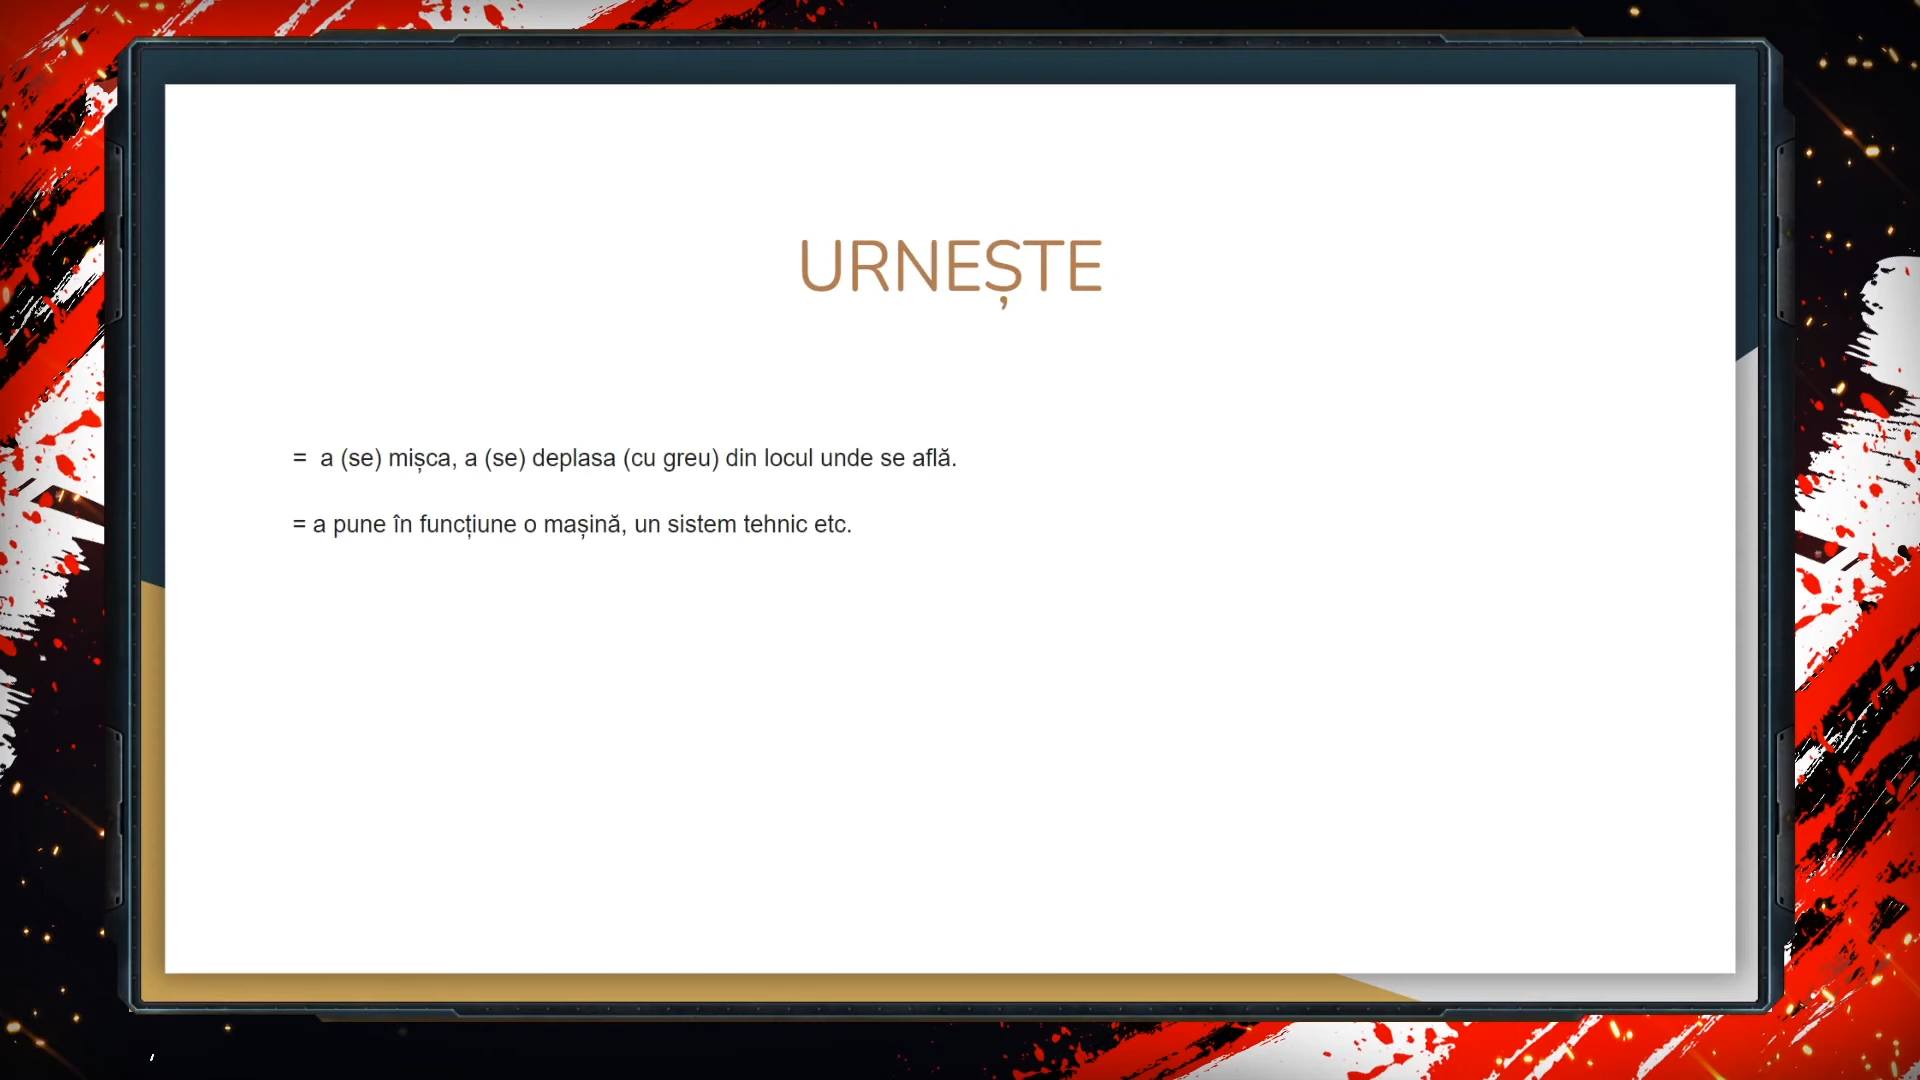 URNEȘTE
= a (se) mișca, a (se) deplasa (cu greu) din locul unde se află.
= a pune în funcțiune o mașină, un sistem tehnic etc.